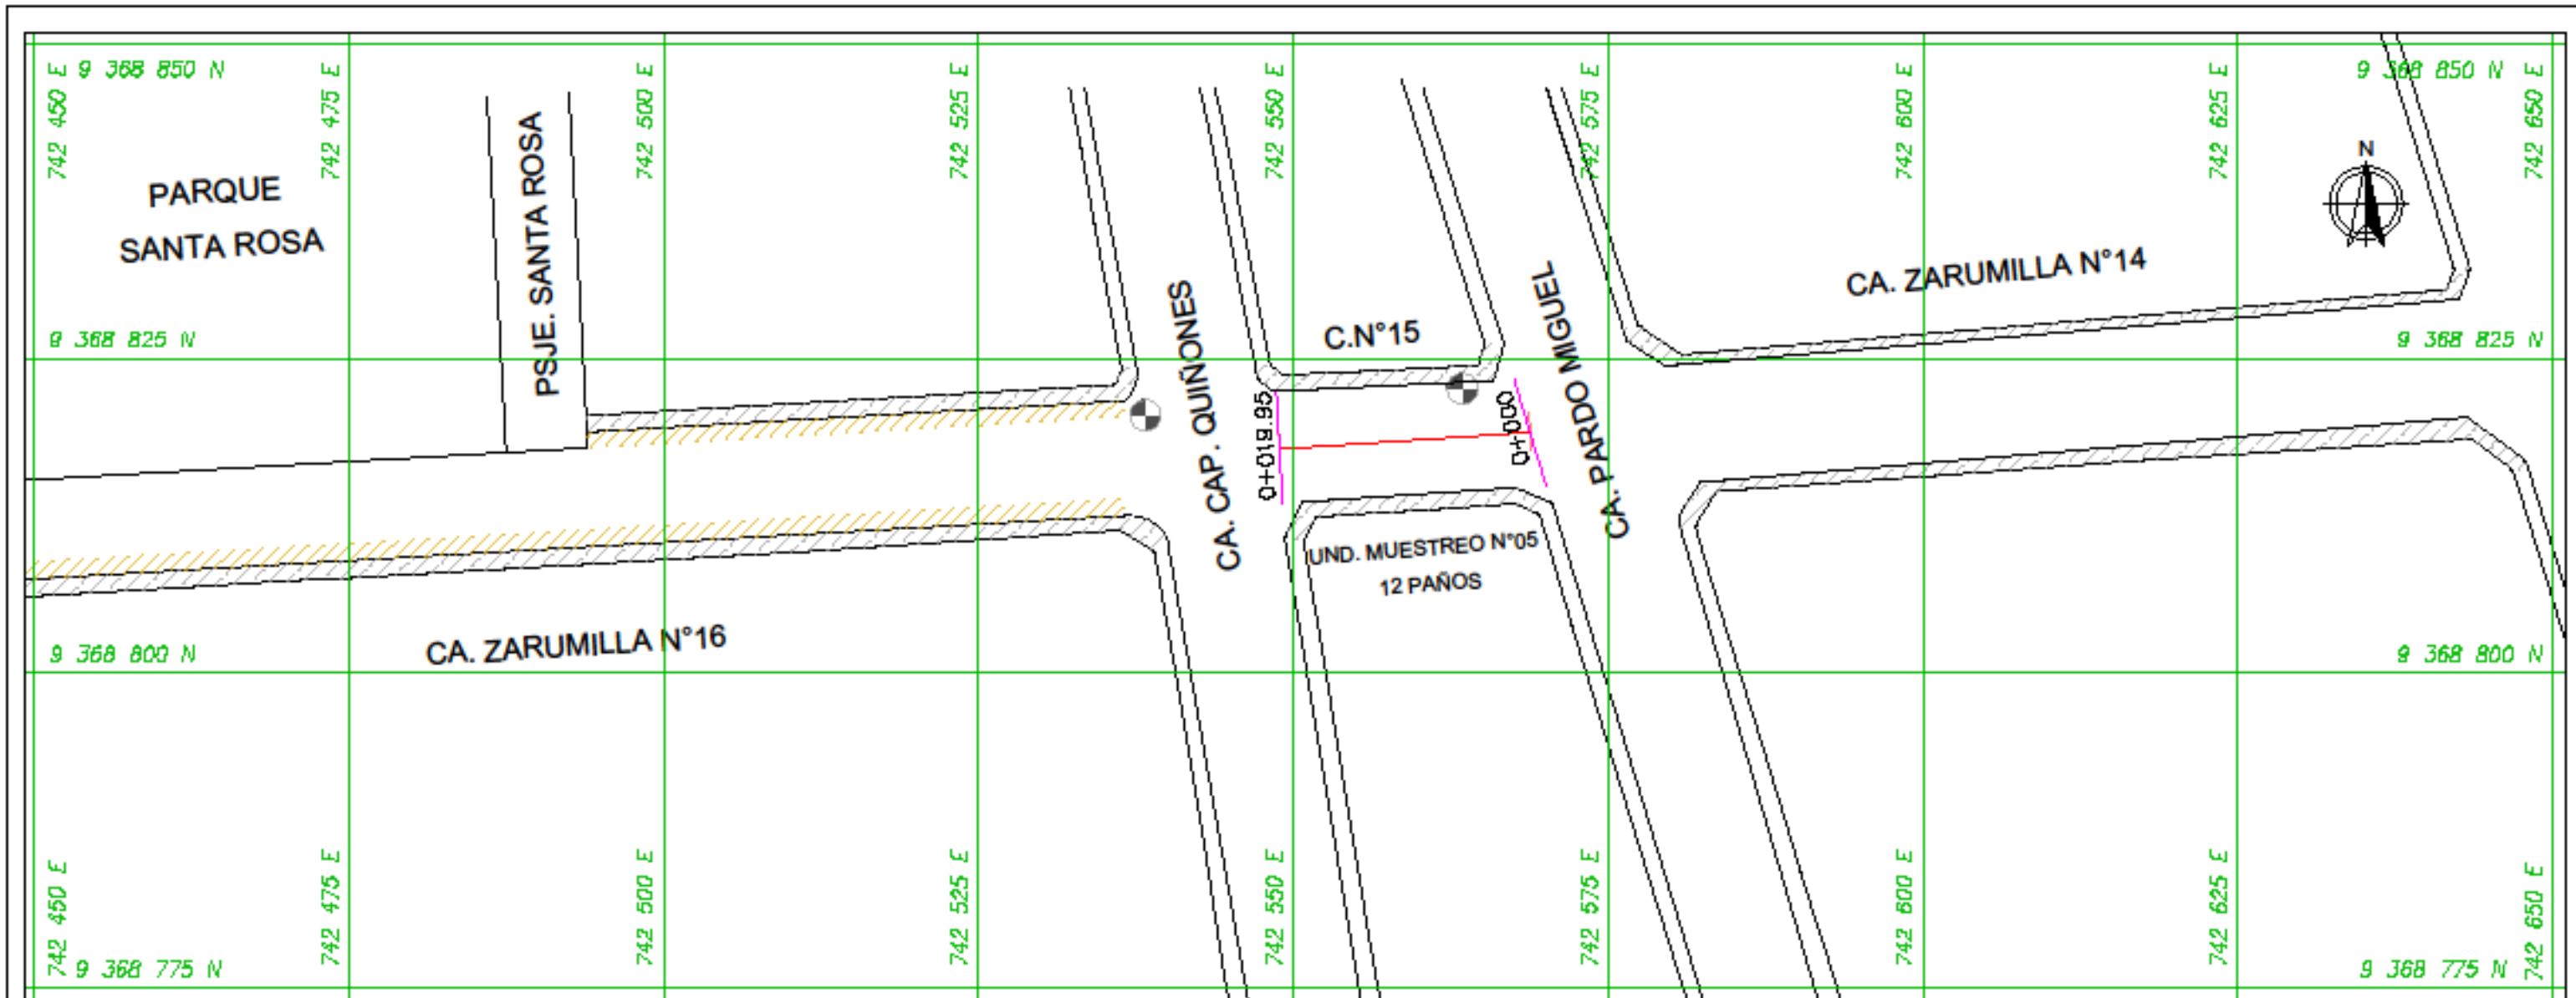 742 450 E
9 368 850 N
742 475 E
742 500 E
742 525 E
742 550 E
742 575 E
742 600 E
742 625 E
9 368 850 N
742 650 E
N
PARQUE
SANTA ROSA
PSJE. SANTA ROSA
CA. CAP. QUIÑONES
C.N°15
CA. PARDO MIGUEL
CA. ZARUMILLA N°14
9 368 825 N
9 368 825 N
0+019.95
UND. MUESTREO N°05
12 PAÑOS
CA. ZARUMILLA N°16
9 368 800 N
9 368 800 N
742 450 E
742 475 E
742 500 E
742 525 E
742 550 E
742 575 E
742 600 E
742 625 E
742 650 E
9 368 775 N
9 368 775 N